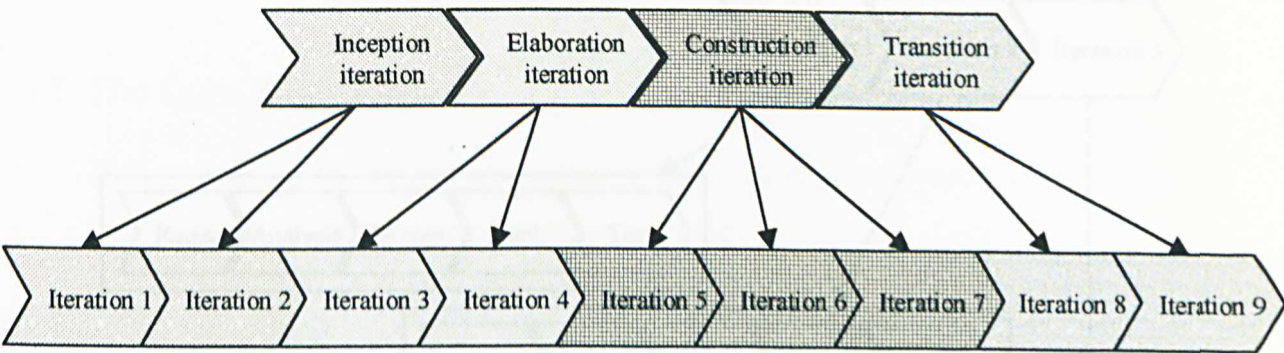 Inception
iteration
Elaboration
iteration
Construction
iteration
Transition
iteration
Iteration 1
Iteration 2
Iteration 3
Iteration 4
Iteration 5
Iteration 6
Iteration 7
Iteration 8
Iteration 9